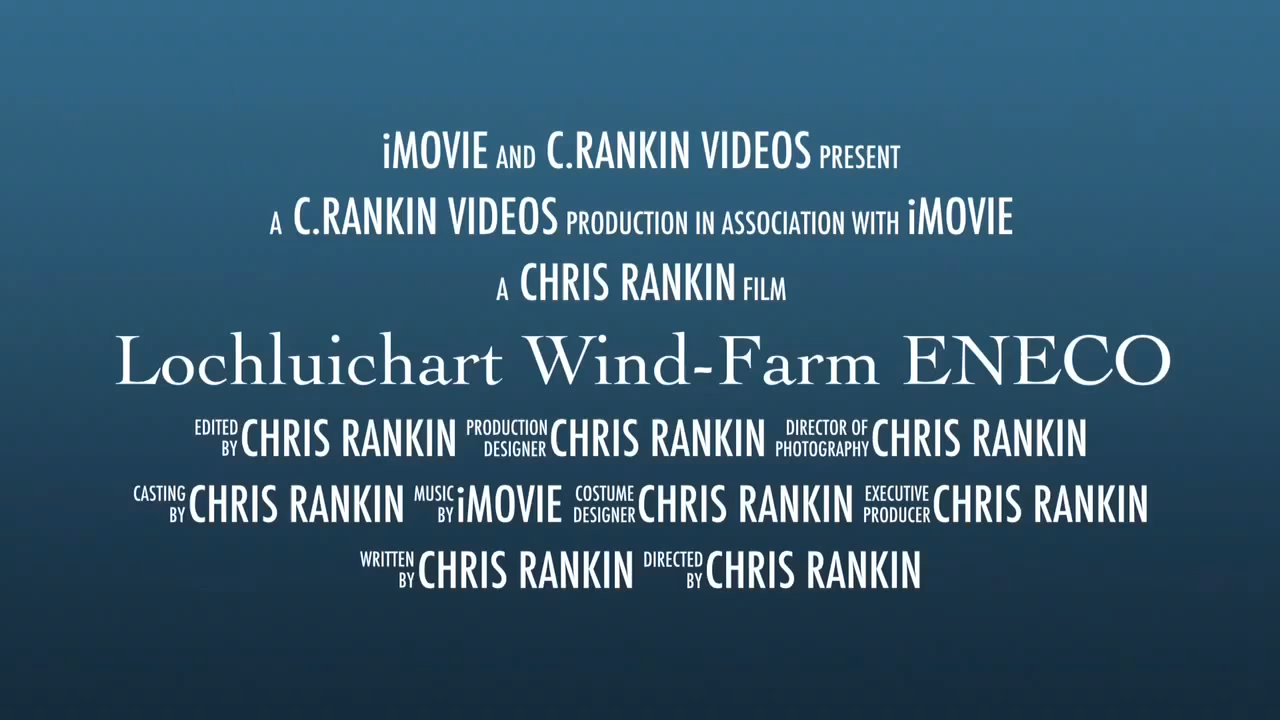 iMOVIE AND C.RANKIN VIDEOS PRESENT
A C.RANKIN VIDEOS PRODUCTION IN ASSOCIATION WITH iMOVIE
A CHRIS RANKIN FILM
Lochluichart Wind-Farm ENECO
EDITED BY CHRIS RANKIN PRODUCTION DESIGNER CHRIS RANKIN DIRECTOR OF PHOTOGRAPHY CHRIS RANKIN
CASTING BY CHRIS RANKIN MUSIC BY iMOVIE COSTUME DESIGNER CHRIS RANKIN EXECUTIVE PRODUCER CHRIS RANKIN
WRITTEN BY CHRIS RANKIN DIRECTED BY CHRIS RANKIN